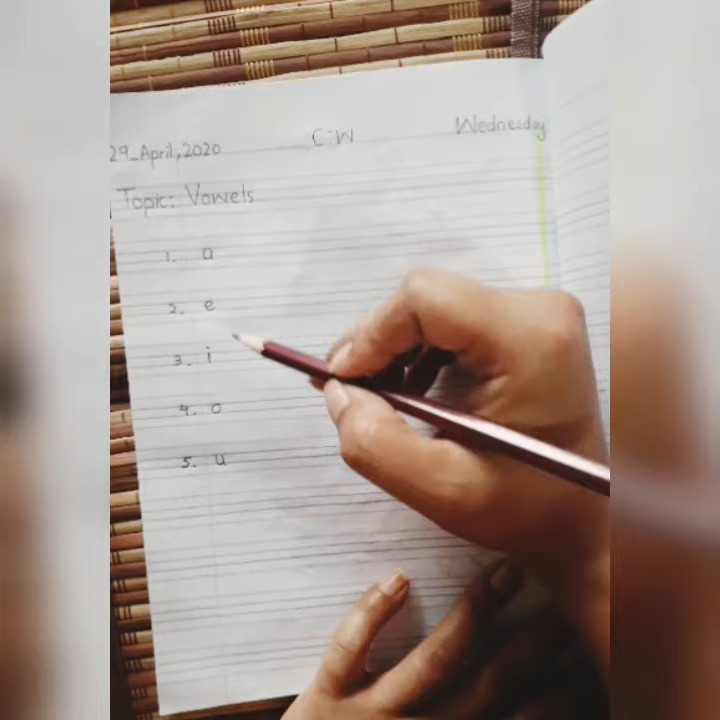 29_April,2020 C:W Wednesday
Topic: Vowels
1. a
2. e
3. i
4. o
5. u